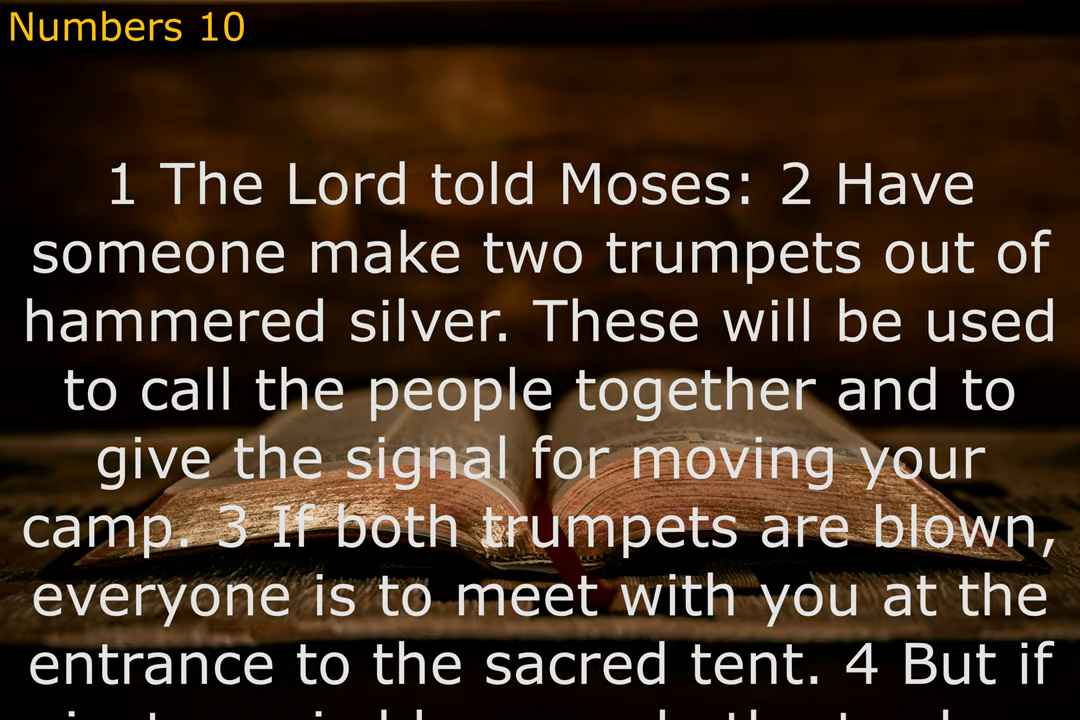 Numbers 10
1 The Lord told Moses: 2 Have
someone make two trumpets out of
hammered silver. These will be used
to call the people together and to
give the signal for moving your
camp. 3 If both trumpets are blown,
everyone is to meet with you at the
entrance to the sacred tent. 4 But if